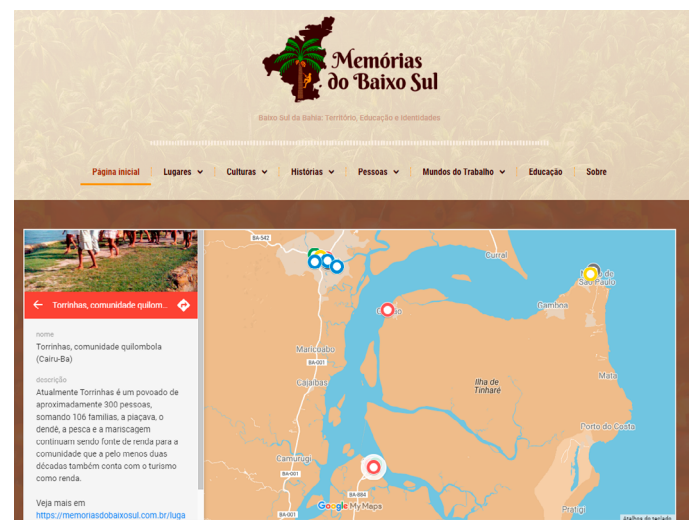 Memórias
do Baixo Sul
Baixo Sul da Bahia: Território, Educação e Identidades
Página inicial Lugares Culturas Histórias Pessoas Mundos do Trabalho Educação Sobre
Torrinhas, comunidade quilom...
nome
Torrinhas, comunidade quilombola
(Cairu-Ba)
descrição
Atualmente Torrinhas é um povoado de
aproximadamente 300 pessoas,
somando 106 famílias, a piaçava, o
dendê, a pesca e a mariscagem
continuam sendo fonte de renda para a
comunidade que a pelo menos duas
décadas também conta com o turismo
como renda.
Veja mais em
https://memoriasdobaixosul.com.br/luga
BA-542
Curral
de
São Paulo
Gamboa
Maricoabo
BA-001
Cajaíbas
Ilha de
Tinharé
Mata
Porto do Costa
Camurugi
BA-001
BA-884
Google My Maps
BA-001
Pratigi
Atalhos do teclado